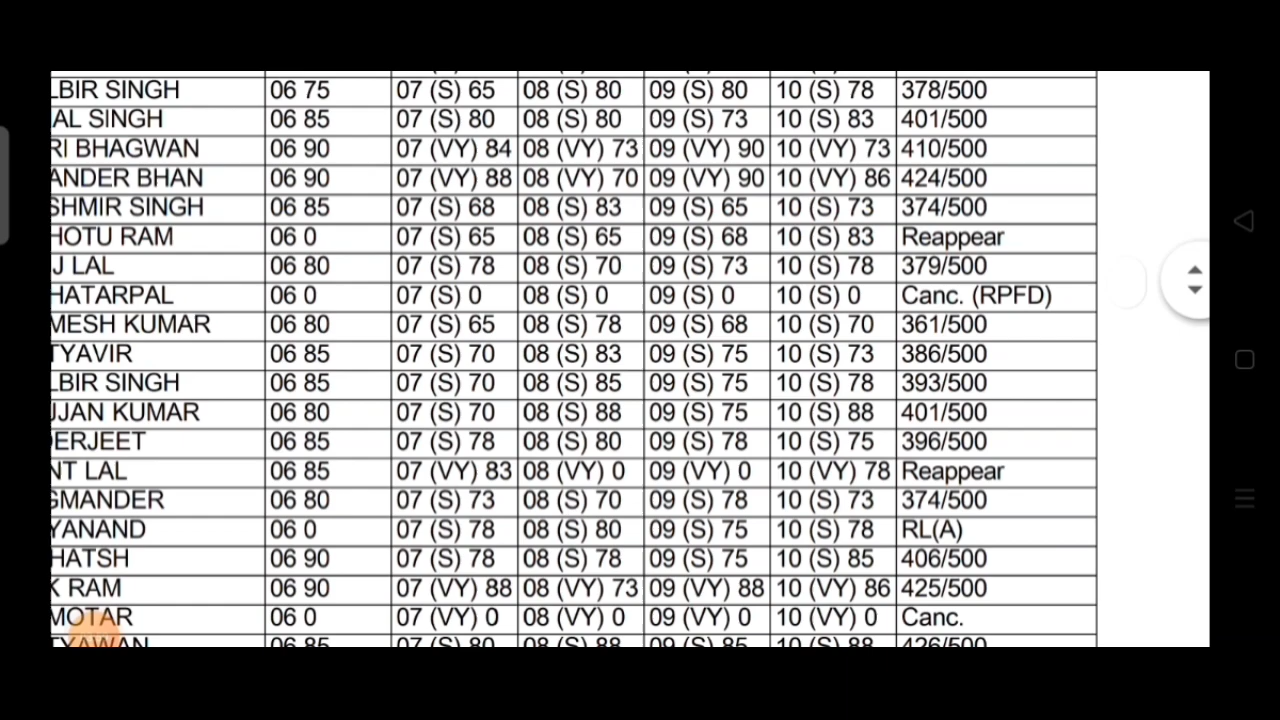 LBIR SINGH 06 75 07 (S) 65 08 (S) 80 09 (S) 80 10 (S) 78 378/500
AL SINGH 06 85 07 (S) 80 08 (S) 80 09 (S) 73 10 (S) 83 401/500
RI BHAGWAN 06 90 07 (VY) 84 08 (VY) 73 09 (VY) 90 10 (VY) 73 410/500
ANDER BHAN 06 90 07 (VY) 88 08 (VY) 70 09 (VY) 90 10 (VY) 86 424/500
SHMIR SINGH 06 85 07 (S) 68 08 (S) 83 09 (S) 65 10 (S) 73 374/500
HOTU RAM 06 0 07 (S) 65 08 (S) 65 09 (S) 68 10 (S) 83 Reappear
J LAL 06 80 07 (S) 78 08 (S) 70 09 (S) 73 10 (S) 78 379/500
HATARPAL 06 0 07 (S) 0 08 (S) 0 09 (S) 0 10 (S) 0 Canc. (RPFD)
MESH KUMAR 06 80 07 (S) 65 08 (S) 78 09 (S) 68 10 (S) 70 361/500
TYAVIR 06 85 07 (S) 70 08 (S) 83 09 (S) 75 10 (S) 73 386/500
LBIR SINGH 06 85 07 (S) 70 08 (S) 85 09 (S) 75 10 (S) 78 393/500
JJAN KUMAR 06 80 07 (S) 70 08 (S) 88 09 (S) 75 10 (S) 88 401/500
DERJEET 06 85 07 (S) 78 08 (S) 80 09 (S) 78 10 (S) 75 396/500
NT LAL 06 85 07 (VY) 83 08 (VY) 0 09 (VY) 0 10 (VY) 78 Reappear
GMANDER 06 80 07 (S) 73 08 (S) 70 09 (S) 78 10 (S) 73 374/500
YANAND 06 0 07 (S) 78 08 (S) 80 09 (S) 75 10 (S) 78 RL(A)
HATSH 06 90 07 (S) 78 08 (S) 78 09 (S) 75 10 (S) 85 406/500
K RAM 06 90 07 (VY) 88 08 (VY) 73 09 (VY) 88 10 (VY) 86 425/500
MOTAR 06 0 07 (VY) 0 08 (VY) 0 09 (VY) 0 10 (VY) 0 Canc.
TYAWAN 06 85 07 (S) 80 08 (S) 88 09 (S) 85 10 (S) 88 426/500